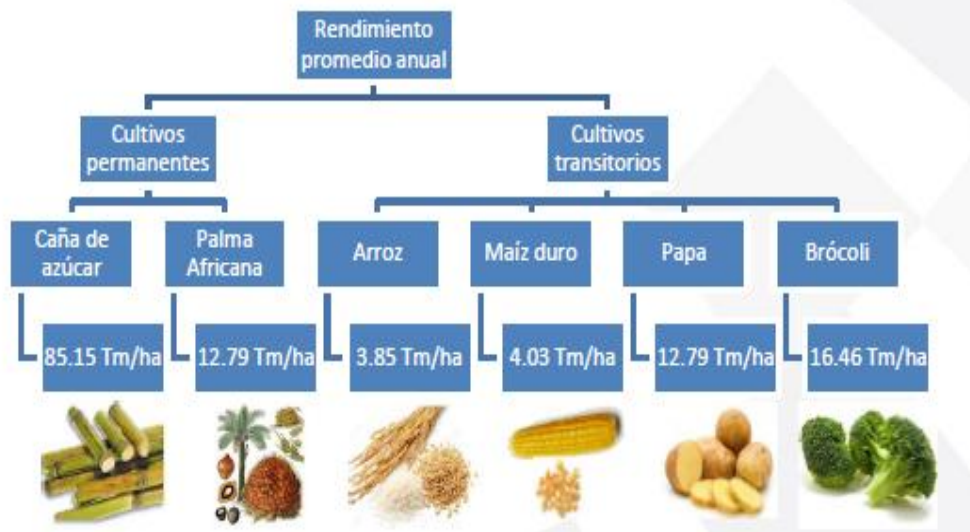 Rendimiento
promedio anual
Cultivos
permanentes
Cultivos
transitorios
Caña de
azúcar
Palma
Africana
Arroz
Maíz duro
Papa
Brócoli
85.15 Tm/ha
12.79 Tm/ha
3.85 Tm/ha
4.03 Tm/ha
12.79 Tm/ha
16.46 Tm/ha